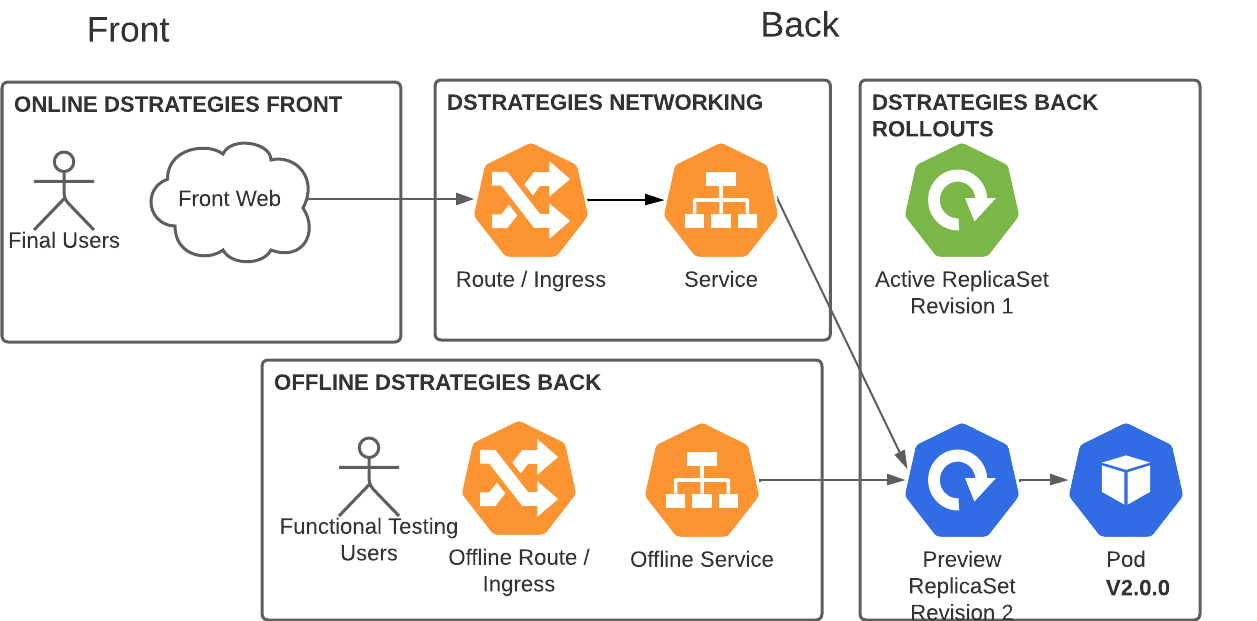 Front
Back
ONLINE DSTRATEGIES FRONT
Final Users
Front Web
DSTRATEGIES NETWORKING
Route / Ingress
Service
DSTRATEGIES BACK
ROLLOUTS
Active ReplicaSet
Revision 1
OFFLINE DSTRATEGIES BACK
Functional Testing
Users
Offline Route /
Ingress
Offline Service
Preview
ReplicaSet
Revision 2
Pod
V2.0.0